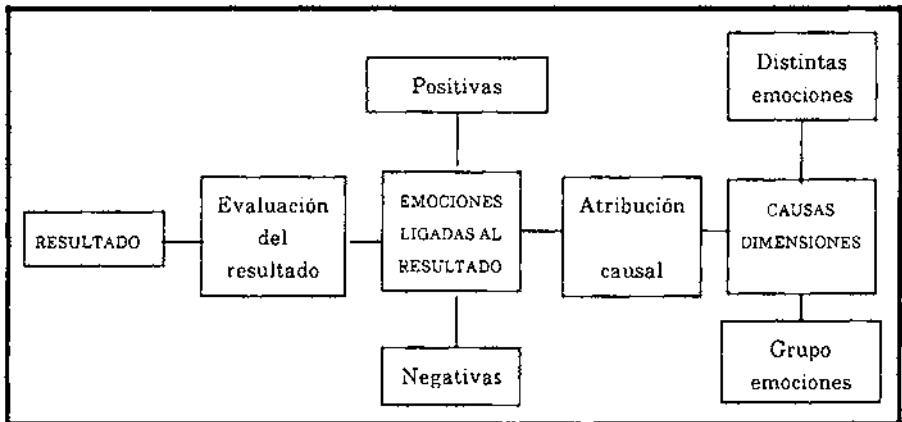 RESULTADO
Evaluación
del
resultado
Positivas
EMOCIONES
LIGADAS AL
RESULTADO
Negativas
Atribución
causal
Distintas
emociones
CAUSAS
DIMENSIONES
Grupo
emociones